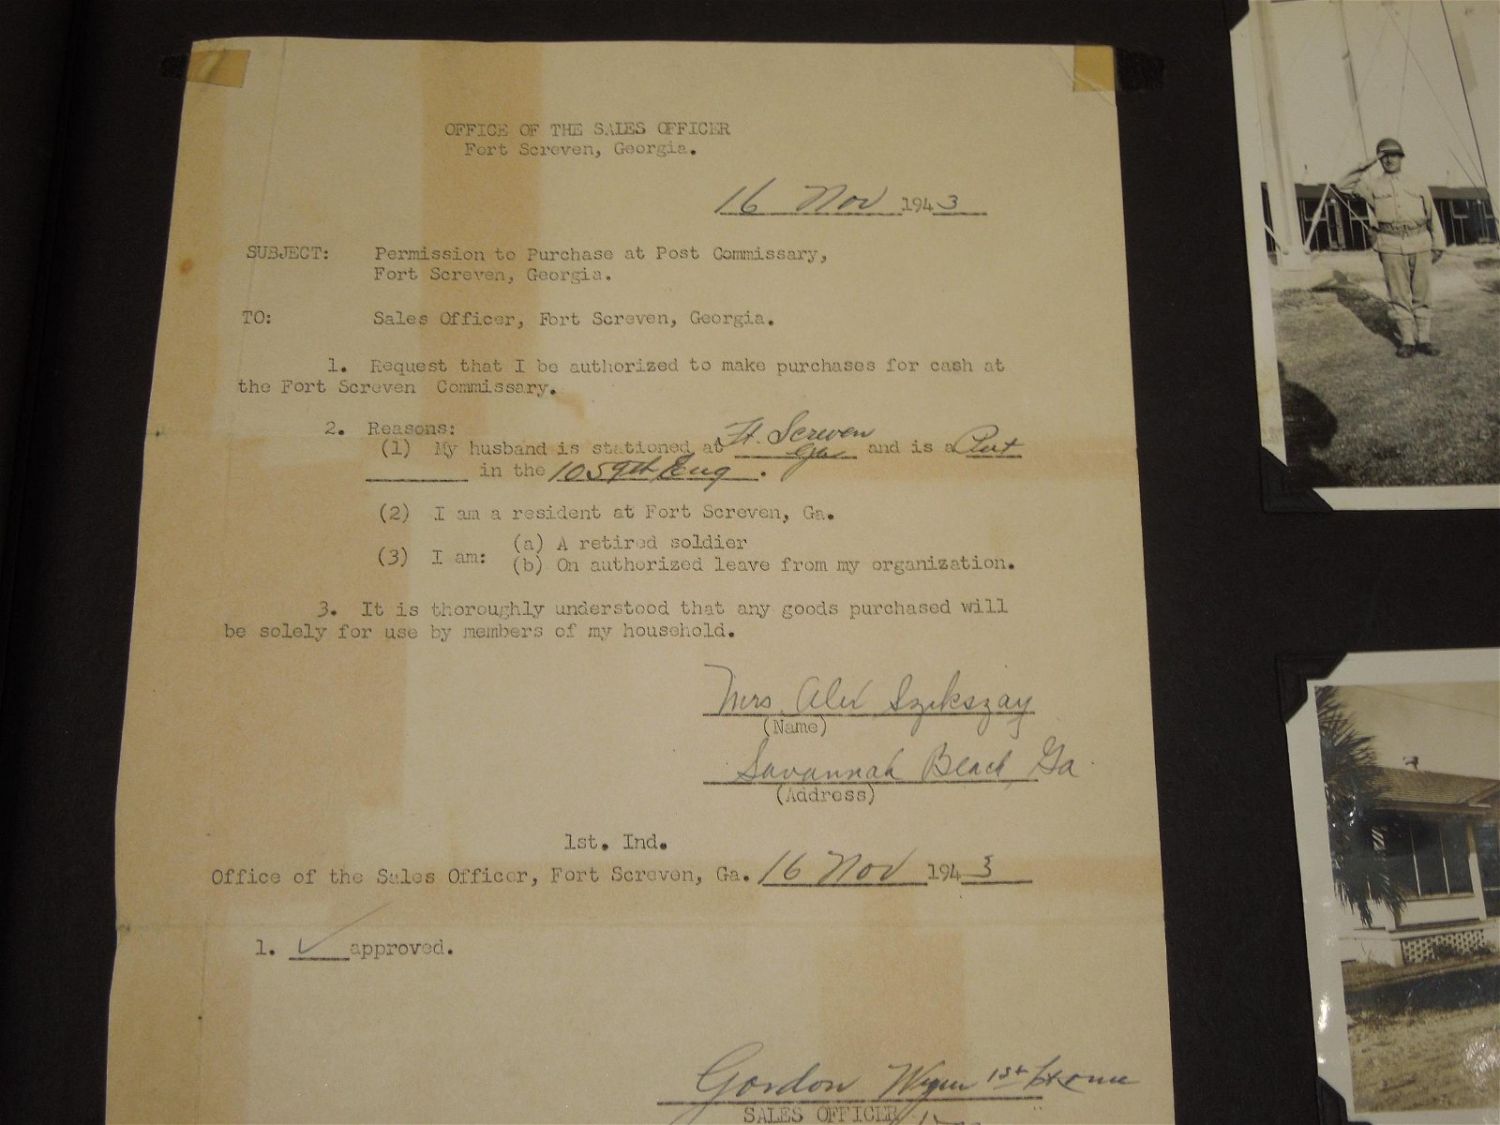 OFFICE OF THE SALES OFFICER
Fort Screven, Georgia.
16 Nov 1943
SUBJECT: Permission to Purchase at Post Commissary,
Fort Screven, Georgia.
TO: Sales Officer, Fort Screven, Georgia.
1. Request that I be authorized to make purchases for cash at
the Fort Screven Commissary.
2. Reasons:
(1) My husband is stationed at Ft. Screven Ga and is a Pvt
in the 1059th Eng.
(2) I am a resident at Fort Screven, Ga.
(3) I am: (a) A retired soldier
(b) On authorized leave from my organization.
3. It is thoroughly understood that any goods purchased will
be solely for use by members of my household.
Mrs. Alex Szikszay
(Name)
Savannah Beach, Ga.
(Address)
1st. Ind.
Office of the Sales Officer, Fort Screven, Ga. 16 Nov 1943
1. ✓ approved.
Gordon 1st Lt
SALES OFFICER